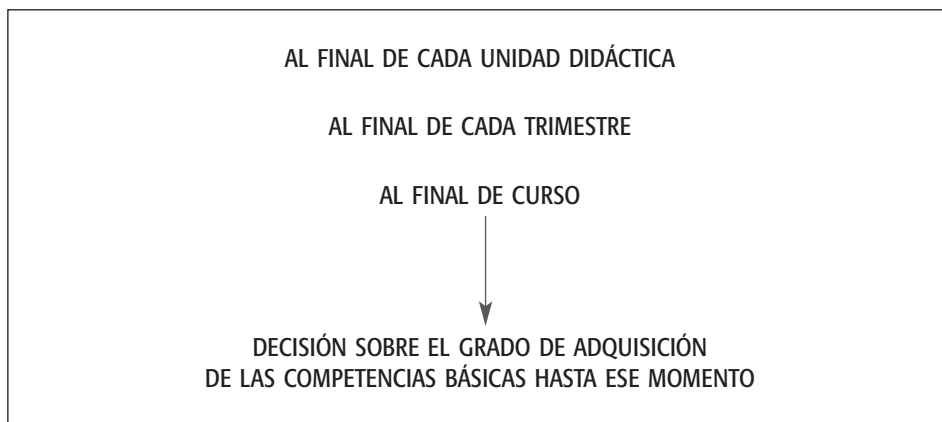 AL FINAL DE CADA UNIDAD DIDÁCTICA
AL FINAL DE CADA TRIMESTRE
AL FINAL DE CURSO
DECISIÓN SOBRE EL GRADO DE ADQUISICIÓN
DE LAS COMPETENCIAS BÁSICAS HASTA ESE MOMENTO